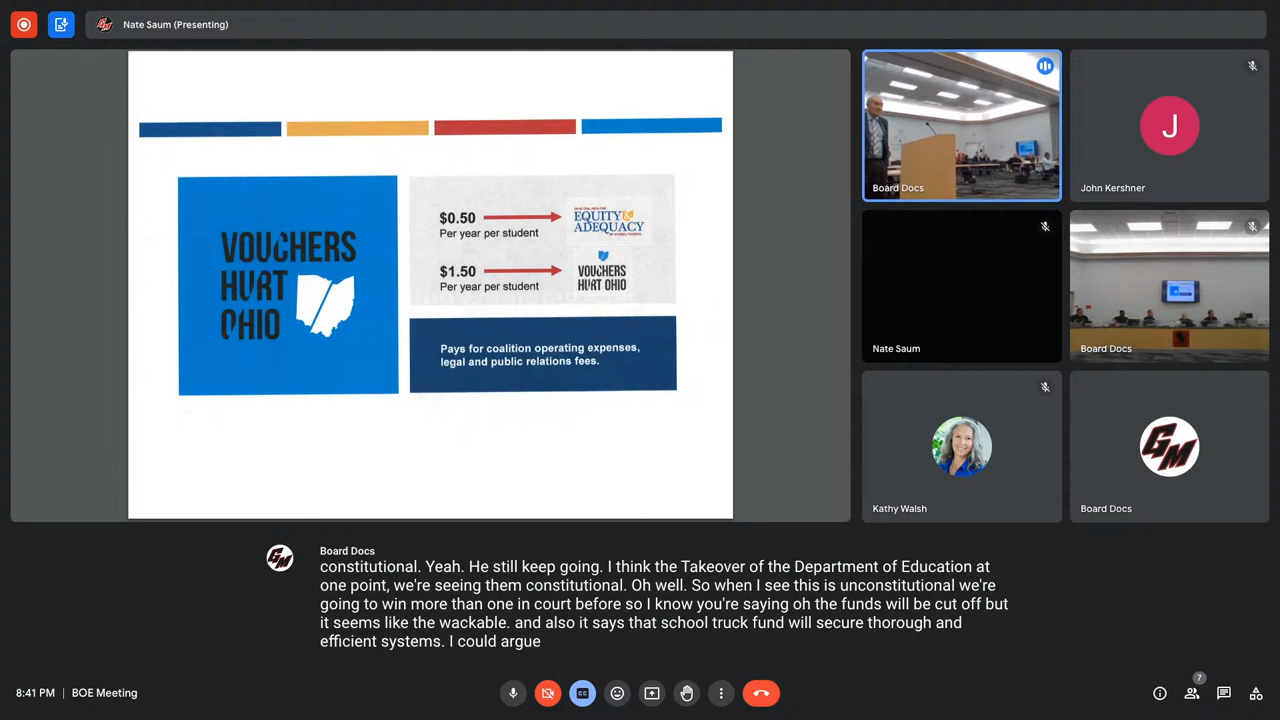 Nate Saum (Presenting)
VOUCHERS
HURT
OHIO
$0.50
Per year per student
EQUITY &
ADEQUACY
$1.50
Per year per student
VOUCHERS
HURT OHIO
Pays for coalition operating expenses,
legal and public relations fees.
Board Docs
J
John Kershner
Nate Saum
Board Docs
Kathy Walsh
GM
Board Docs
Board Docs
constitutional. Yeah. He still keep going. I think the Takeover of the Department of Education at
one point, we're seeing them constitutional. Oh well. So when I see this is unconstitutional we're
going to win more than one in court before so I know you're saying oh the funds will be cut off but
it seems like the wackable. and also it says that school truck fund will secure thorough and
efficient systems. I could argue
8:41 PM | BOE Meeting
CC
7